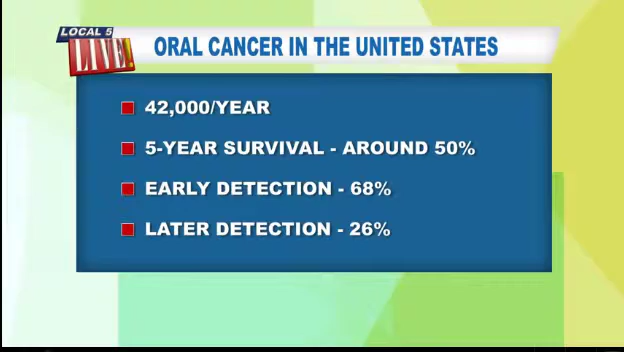 LOCAL 5
LIVE!
ORAL CANCER IN THE UNITED STATES
42,000/YEAR
5-YEAR SURVIVAL - AROUND 50%
EARLY DETECTION - 68%
LATER DETECTION - 26%